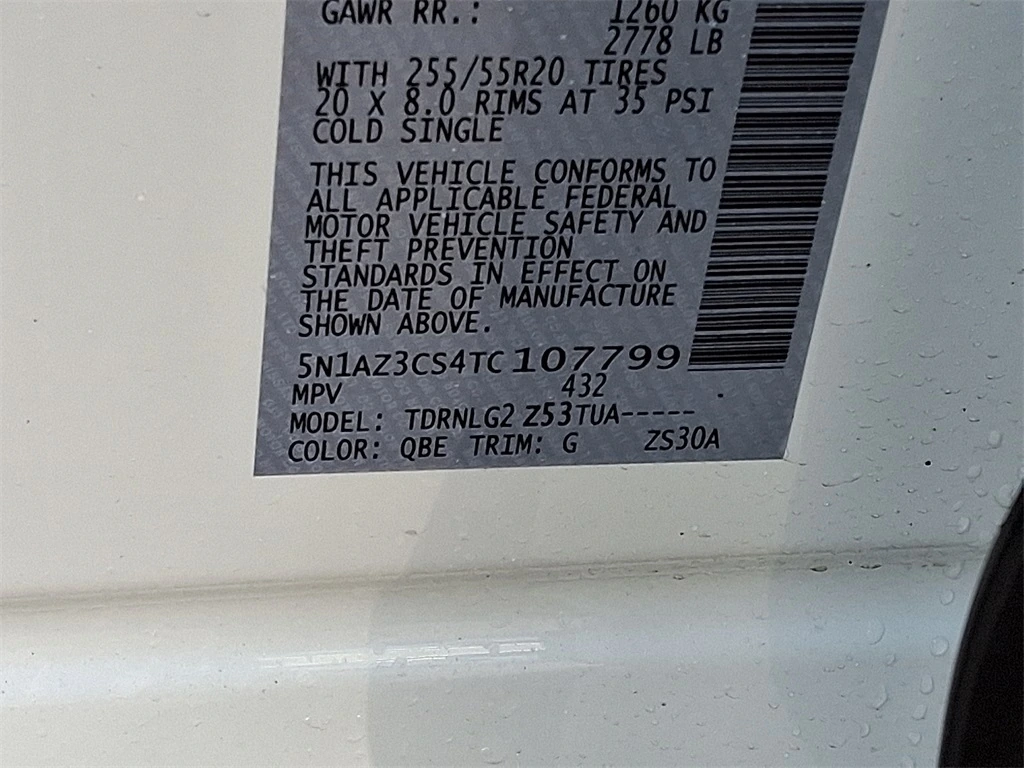 GAWR RR.: 1260 KG
2778 LB
WITH 255/55R20 TIRES
20 X 8.0 RIMS AT 35 PSI
COLD SINGLE
THIS VEHICLE CONFORMS TO
ALL APPLICABLE FEDERAL
MOTOR VEHICLE SAFETY AND
THEFT PREVENTION
STANDARDS IN EFFECT ON
THE DATE OF MANUFACTURE
SHOWN ABOVE.
5N1AZ3CS4TC107799
MPV 432
MODEL: TDRNLG2 Z53TUA-----
COLOR: QBE TRIM: G ZS30A